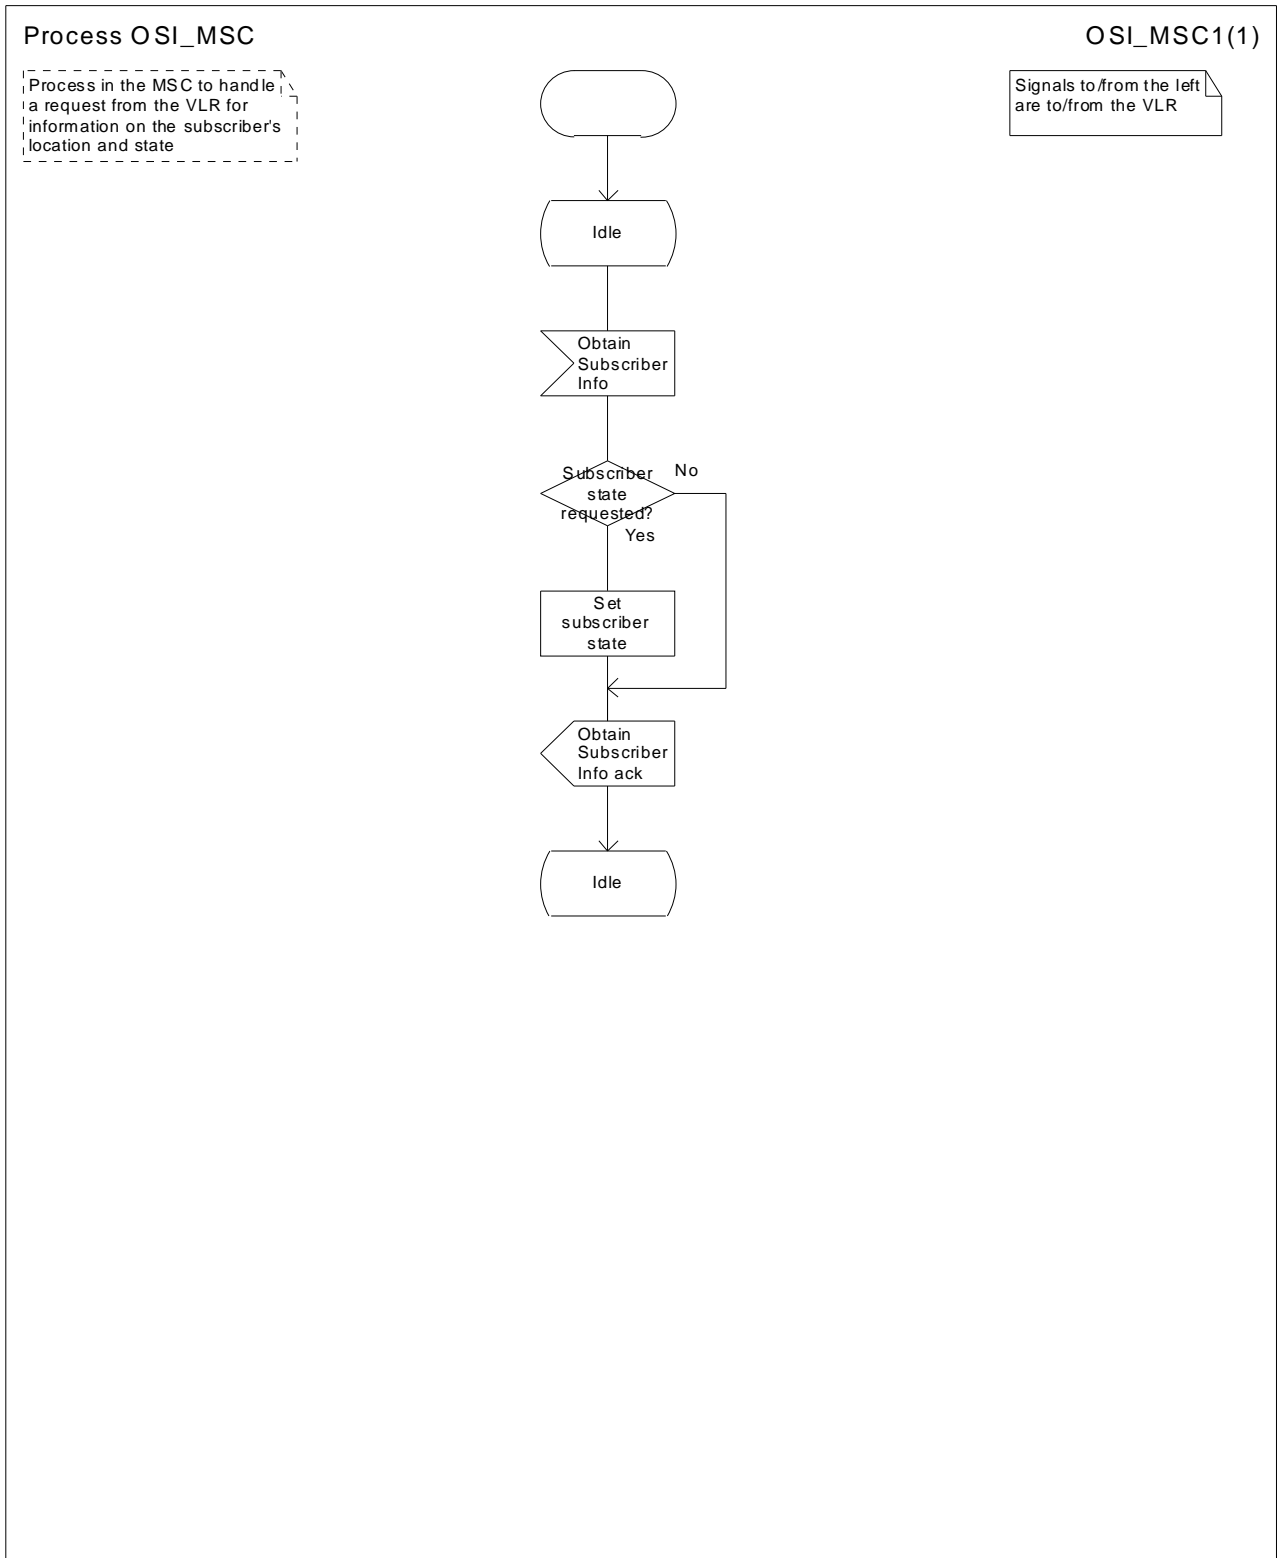 Process OSI_MSC
OSI_MSC1(1)
Process in the MSC to handle
a request from the VLR for
information on the subscriber's
location and state
Signals to/from the left
are to/from the VLR
Idle
Obtain
Subscriber
Info
Subscriber
state
requested?
No
Yes
Set
subscriber
state
Obtain
Subscriber
Info ack
Idle